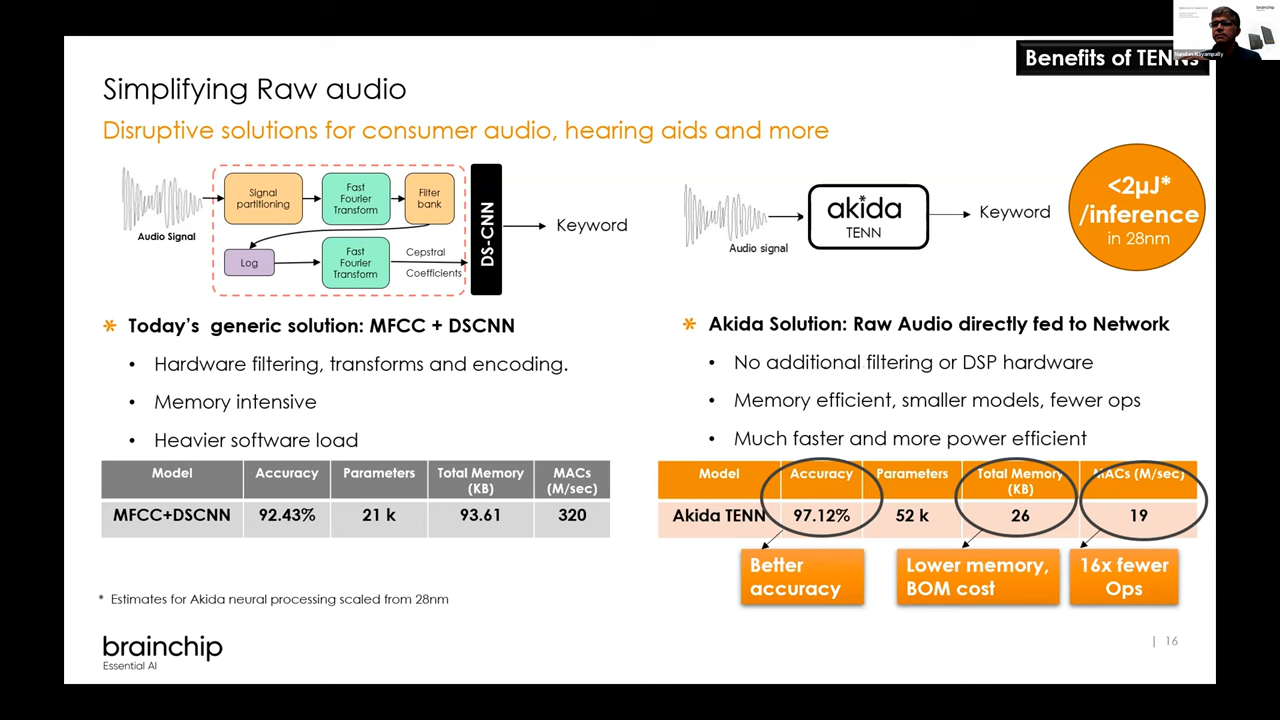 Benefits of TENNs
Nandan Nayampally
brainchip
Simplifying Raw audio
Disruptive solutions for consumer audio, hearing aids and more
Audio Signal
Signal
partitioning
Fast
Fourier
Transform
Filter
bank
Log
Fast
Fourier
Transform
Cepstral
Coefficients
DS-CNN
Keyword
Audio signal
akida
TENN
Keyword
<2µJ*
/inference
in 28nm
* Today's generic solution: MFCC + DSCNN
• Hardware filtering, transforms and encoding.
• Memory intensive
• Heavier software load
Model Accuracy Parameters Total Memory (KB) MACs (M/sec)
MFCC+DSCNN 92.43% 21 k 93.61 320
* Akida Solution: Raw Audio directly fed to Network
• No additional filtering or DSP hardware
• Memory efficient, smaller models, fewer ops
• Much faster and more power efficient
Model Accuracy Parameters Total Memory (KB) MACs (M/sec)
Akida TENN 97.12% 52 k 26 19
Better
accuracy
Lower memory,
BOM cost
16x fewer
Ops
* Estimates for Akida neural processing scaled from 28nm
brainchip
Essential AI
| 16